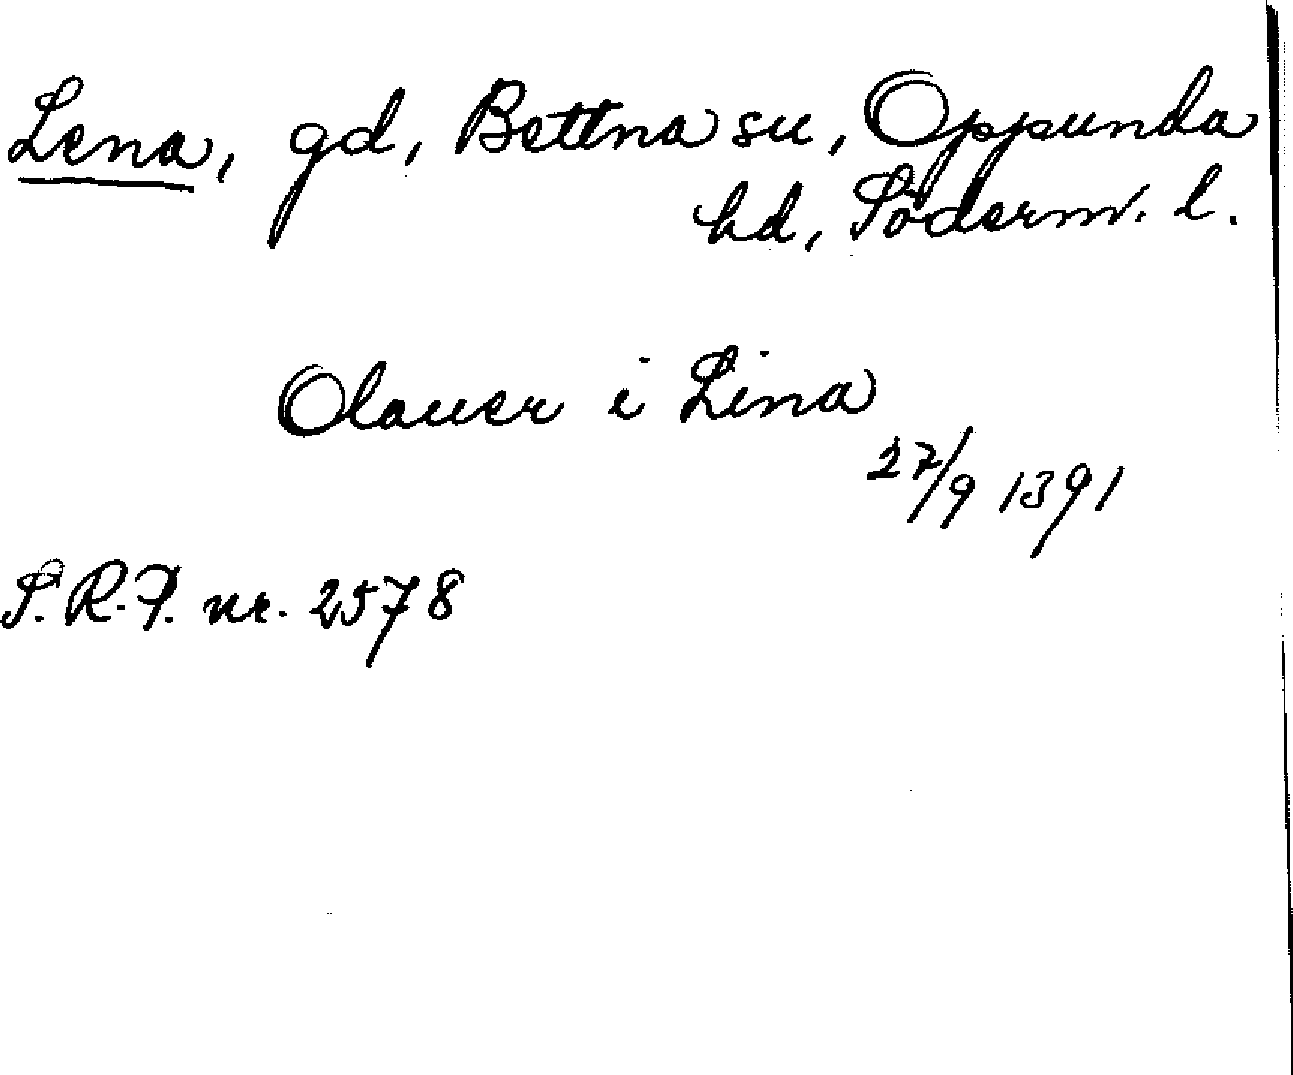 Lena, gd, Bettna sn, Oppunda
hd, Söderm. l.
Olauer i Lina
27/9 1391
S.R.P. nr. 2578